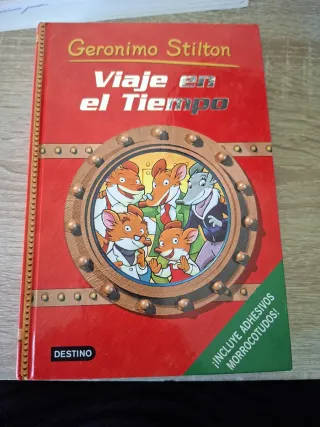 Geronimo Stilton
Viaje en
el Tiempo
¡INCLUYE ADHESIVOS
MORROCOTUDOS!
DESTINO